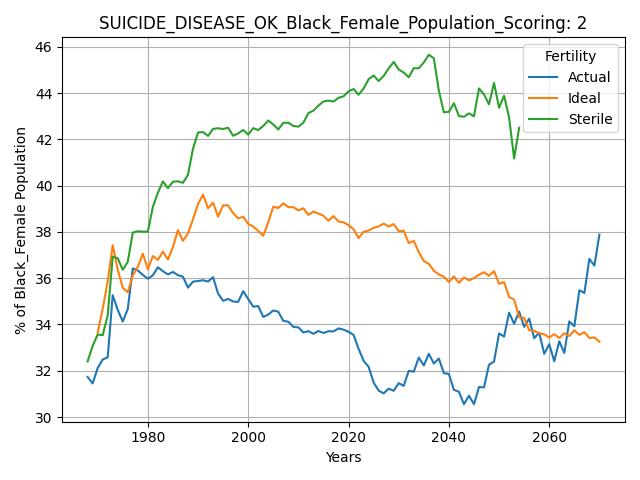 SUICIDE_DISEASE_OK_Black_Female_Population_Scoring: 2
% of Black_Female Population
46
44
42
40
38
36
34
32
30
Fertility
Actual
Ideal
Sterile
1980
2000
2020
2040
2060
Years